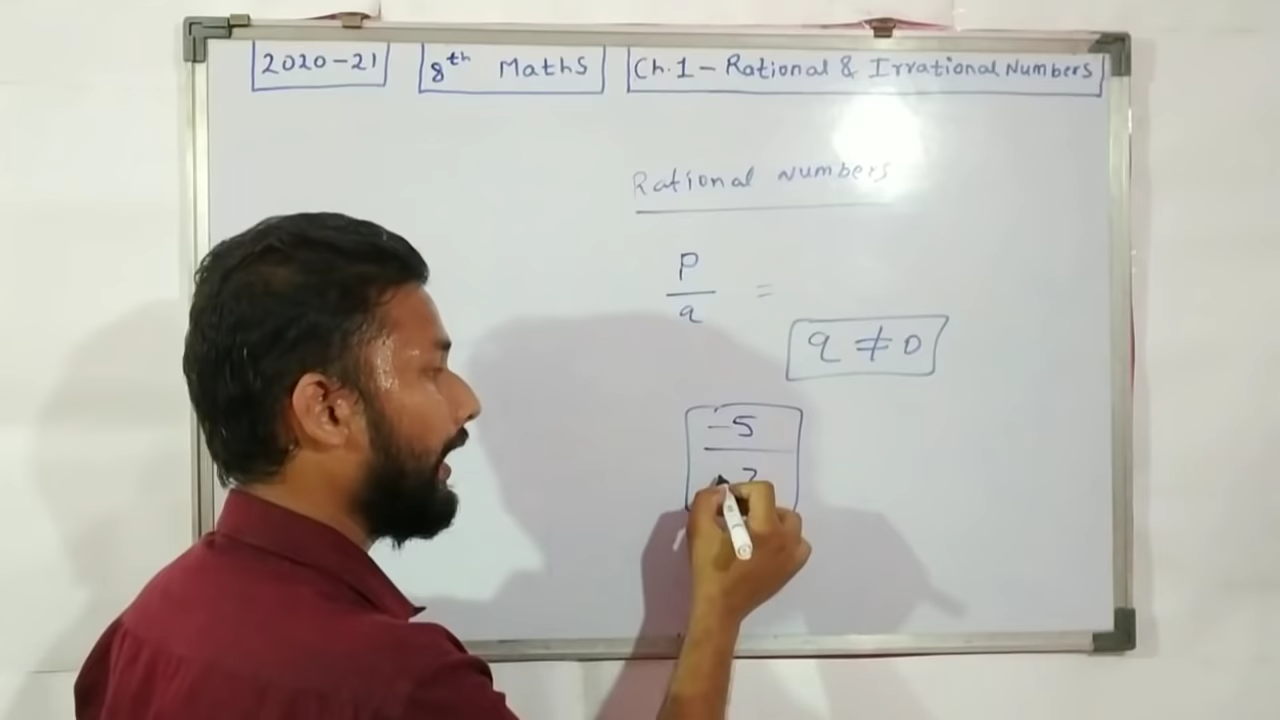 2020-21
8th Maths
Ch.1 - Rational & Irrational Numbers
Rational Numbers
P
q
=
q ≠ 0
-5